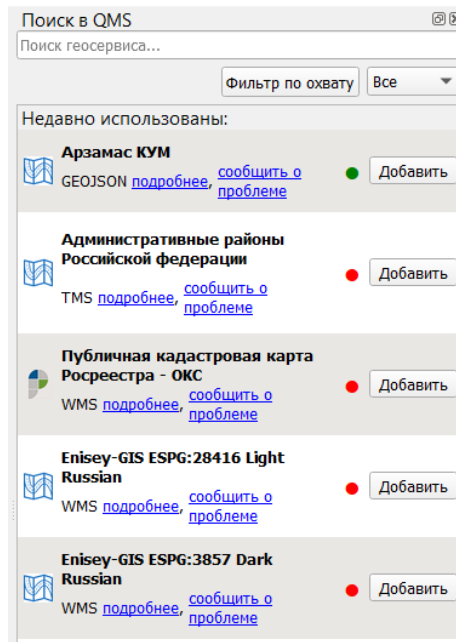 Поиск в QMS
Поиск геосервиса...
Фильтр по охвату Все
Недавно использованы:
Арзамас КУМ
GEOJSON подробнее, сообщить о
проблеме
Добавить
Административные районы
Российской федерации
TMS подробнее, сообщить о
проблеме
Добавить
Публичная кадастровая карта
Росреестра - ОКС
WMS подробнее, сообщить о
проблеме
Добавить
Enisey-GIS ESPG:28416 Light
Russian
WMS подробнее, сообщить о
проблеме
Добавить
Enisey-GIS ESPG:3857 Dark
Russian
WMS подробнее, сообщить о
проблеме
Добавить